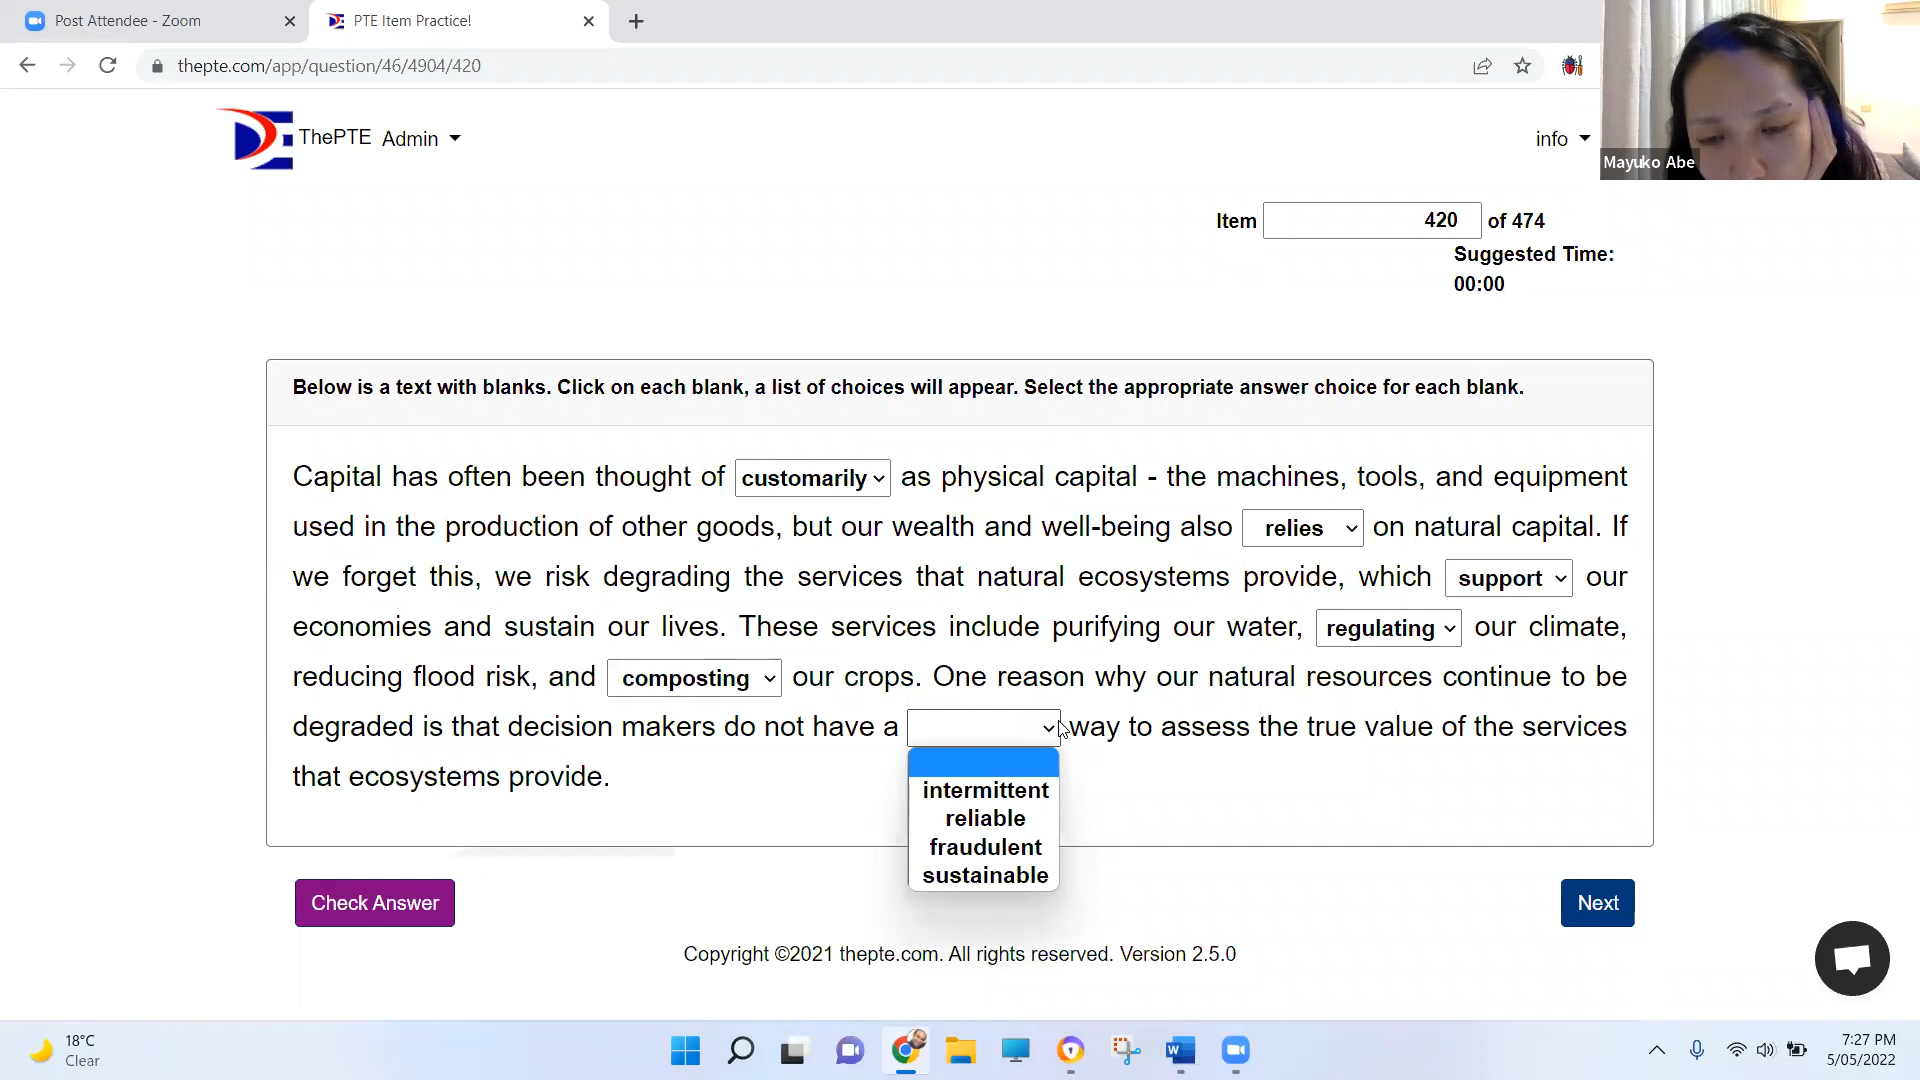 Post Attendee - Zoom
PTE Item Practice!
thepte.com/app/question/46/4904/420
ThePTE Admin
info
Mayuko Abe
Item 420 of 474
Suggested Time:
00:00
Below is a text with blanks. Click on each blank, a list of choices will appear. Select the appropriate answer choice for each blank.
Capital has often been thought of customarily as physical capital - the machines, tools, and equipment
used in the production of other goods, but our wealth and well-being also relies on natural capital. If
we forget this, we risk degrading the services that natural ecosystems provide, which support our
economies and sustain our lives. These services include purifying our water, regulating our climate,
reducing flood risk, and composting our crops. One reason why our natural resources continue to be
degraded is that decision makers do not have a way to assess the true value of the services
that ecosystems provide.
intermittent
reliable
fraudulent
sustainable
Check Answer
Next
Copyright ©2021 thepte.com. All rights reserved. Version 2.5.0
18°C
Clear
7:27 PM
5/05/2022